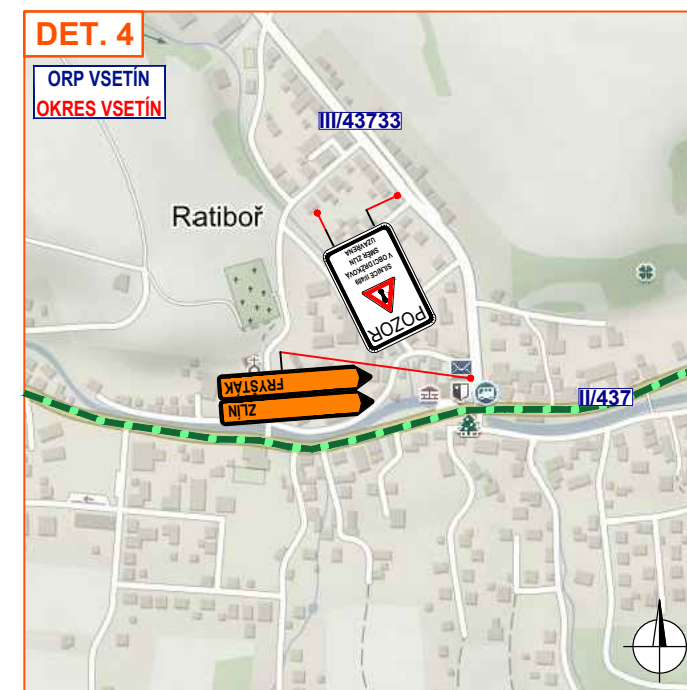 DET. 4
ORP VSETÍN
OKRES VSETÍN
III/43733
Ratiboř
POZOR
SILNICE II/489
V OBCI DRŽKOVÁ
SMĚR ZLÍN
UZAVŘENA
ZLÍN
FRYŠTÁK
II/437